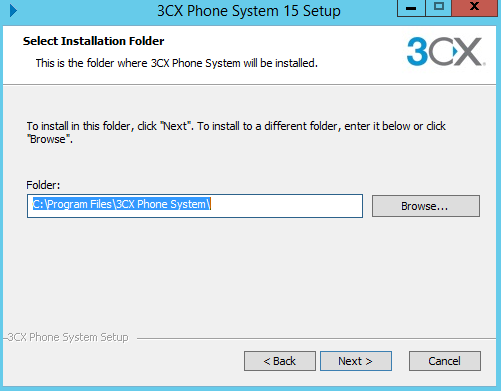 3CX Phone System 15 Setup
Select Installation Folder
This is the folder where 3CX Phone System will be installed.
3CX
To install in this folder, click "Next". To install to a different folder, enter it below or click
"Browse".
Folder:
C:\Program Files\3CX Phone System\
Browse...
3CX Phone System Setup
< Back
Next >
Cancel